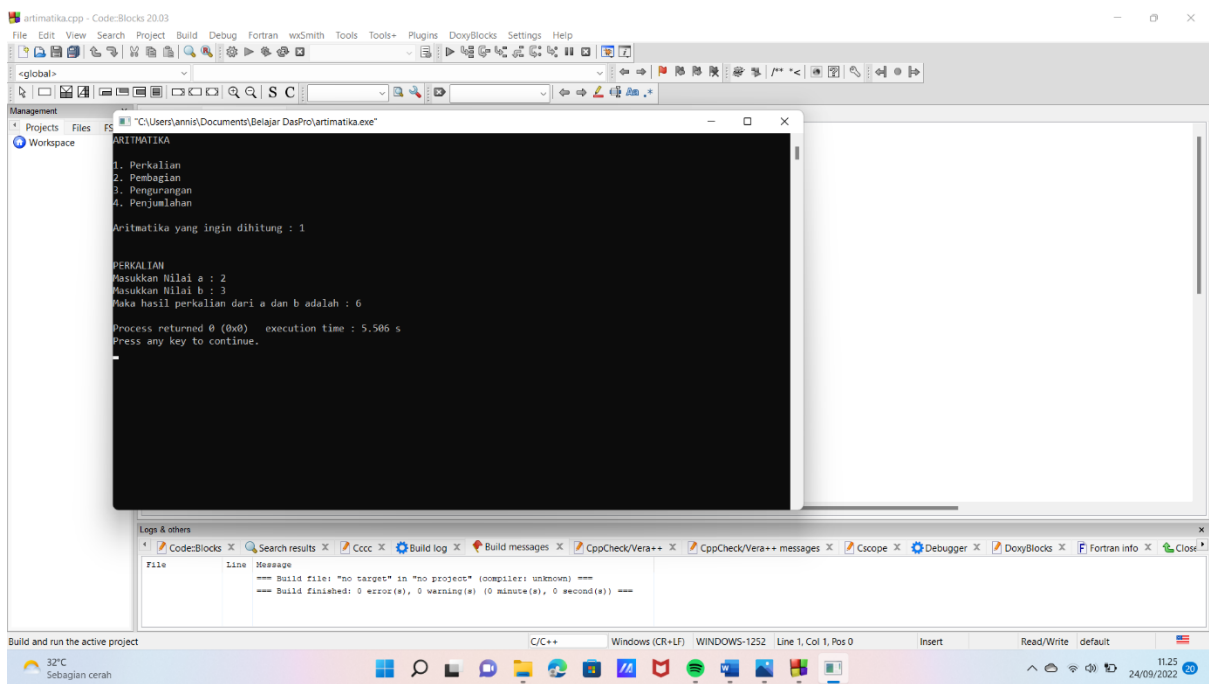 artimatika.cpp - Code::Blocks 20.03
File Edit View Search Project Build Debug Fortran wxSmith Tools Tools+ Plugins DoxyBlocks Settings Help
<global>
S C
Management
Projects Files FS
Workspace
"C:\Users\annis\Documents\Belajar DasPro\artimatika.exe"
ARITMATIKA
1. Perkalian
2. Pembagian
3. Pengurangan
4. Penjumlahan
Aritmatika yang ingin dihitung : 1
PERKALIAN
Masukkan Nilai a : 2
Masukkan Nilai b : 3
Maka hasil perkalian dari a dan b adalah : 6
Process returned 0 (0x0) execution time : 5.506 s
Press any key to continue.
Logs & others
Code::Blocks Search results Cccc Build log Build messages CppCheck/Vera++ CppCheck/Vera++ messages Cscope Debugger DoxyBlocks Fortran info Close
File Line Message
=== Build file: "no target" in "no project" (compiler: unknown) ===
=== Build finished: 0 error(s), 0 warning(s) (0 minute(s), 0 second(s)) ===
Build and run the active project C/C++ Windows (CR+LF) WINDOWS-1252 Line 1, Col 1, Pos 0 Insert Read/Write default
32°C
Sebagian cerah
11.25
24/09/2022 20